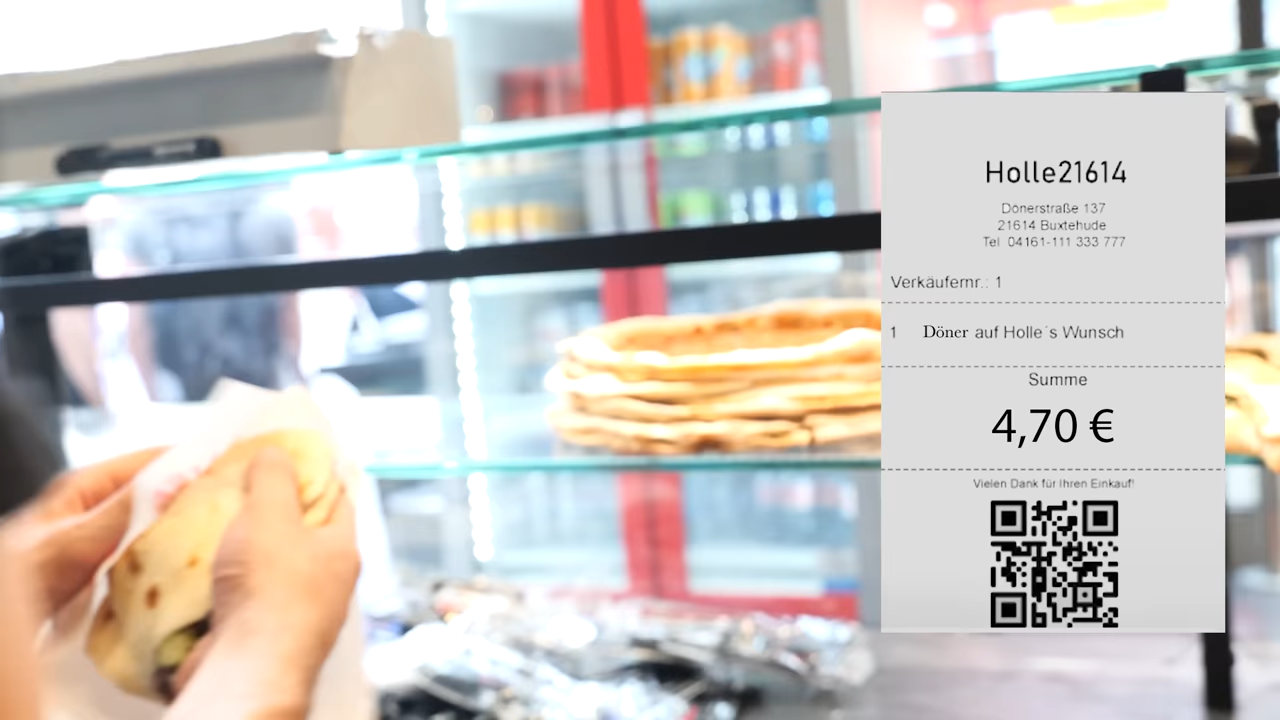 Holle21614
Dönerstraße 137
21614 Buxtehude
Tel 04161-111 333 777
Verkäufernr.: 1
1 Döner auf Holle´s Wunsch
Summe
4,70 €
Vielen Dank für Ihren Einkauf!